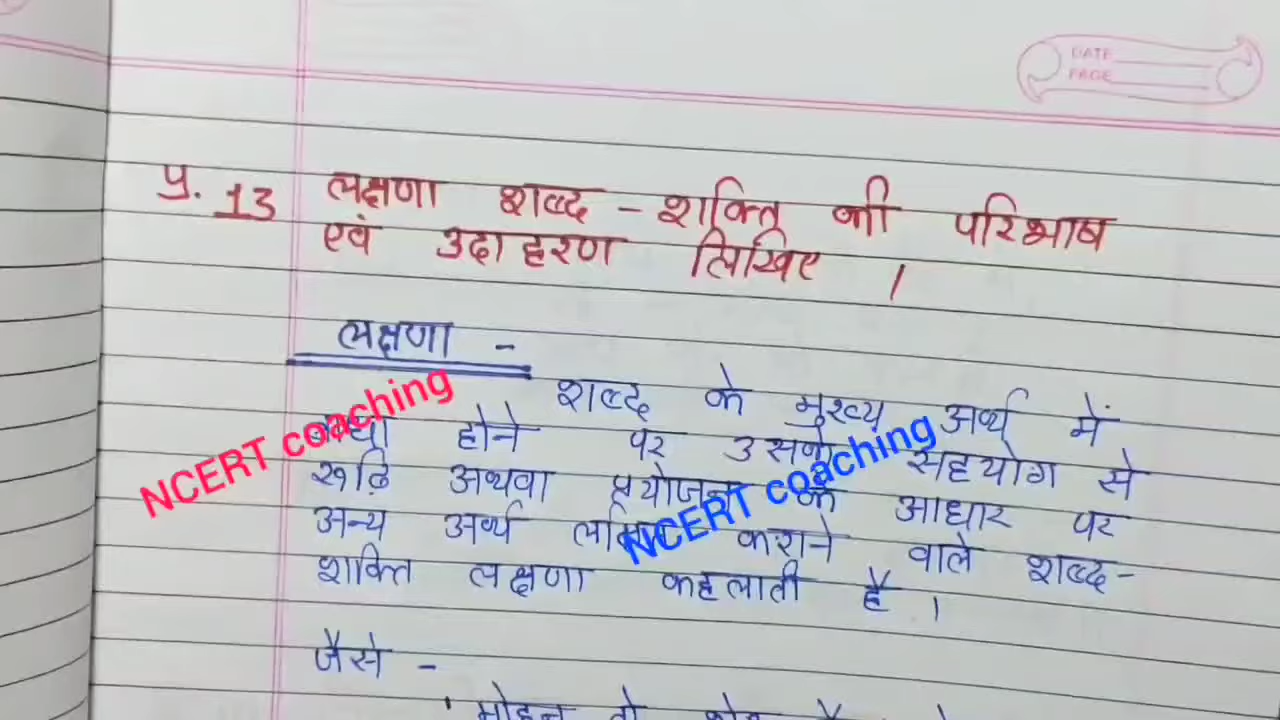 DATE
PAGE
प्र. 13 लक्षणा शब्द - शक्ति की परिभाषा
एवं उदाहरण लिखिए ।
लक्षणा -
शब्द के मुख्य अर्थ में
बाधा होने पर उसके सहयोग से
रूढ़ि अथवा प्रयोजन के आधार पर
अन्य अर्थ लक्षित कराने वाले शब्द-
शक्ति लक्षणा कहलाती है ।
जैसे -
NCERT coaching
NCERT coaching